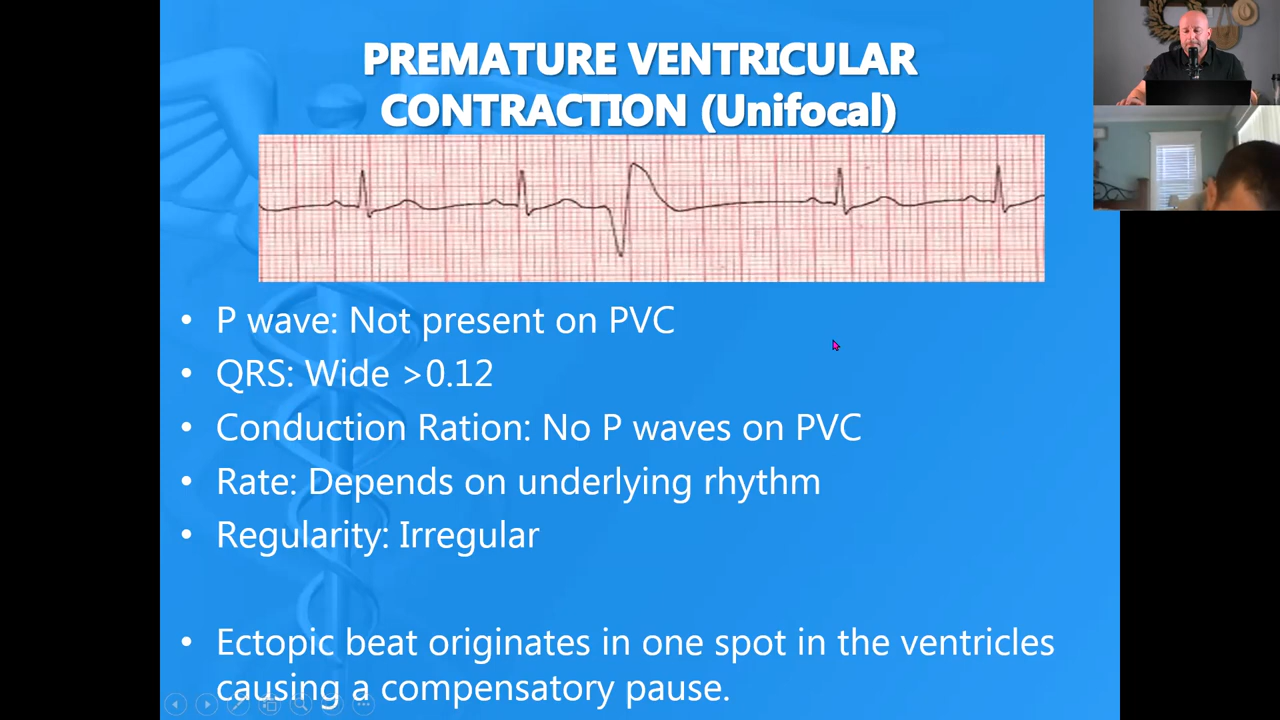 PREMATURE VENTRICULAR
CONTRACTION (Unifocal)
• P wave: Not present on PVC
• QRS: Wide >0.12
• Conduction Ration: No P waves on PVC
• Rate: Depends on underlying rhythm
• Regularity: Irregular
• Ectopic beat originates in one spot in the ventricles
causing a compensatory pause.